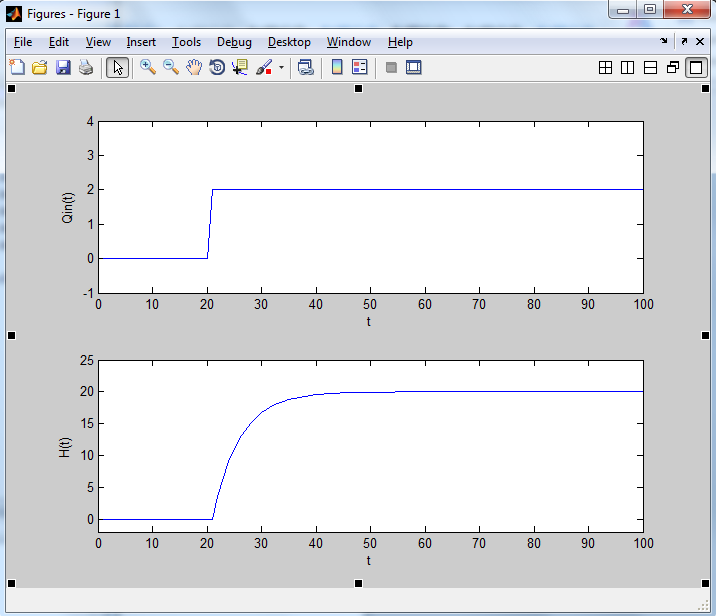 Figures - Figure 1
File Edit View Insert Tools Debug Desktop Window Help
4
3
2
1
0
-1
Qin(t)
0 10 20 30 40 50 60 70 80 90 100
t
25
20
15
10
5
0
H(t)
0 10 20 30 40 50 60 70 80 90 100
t